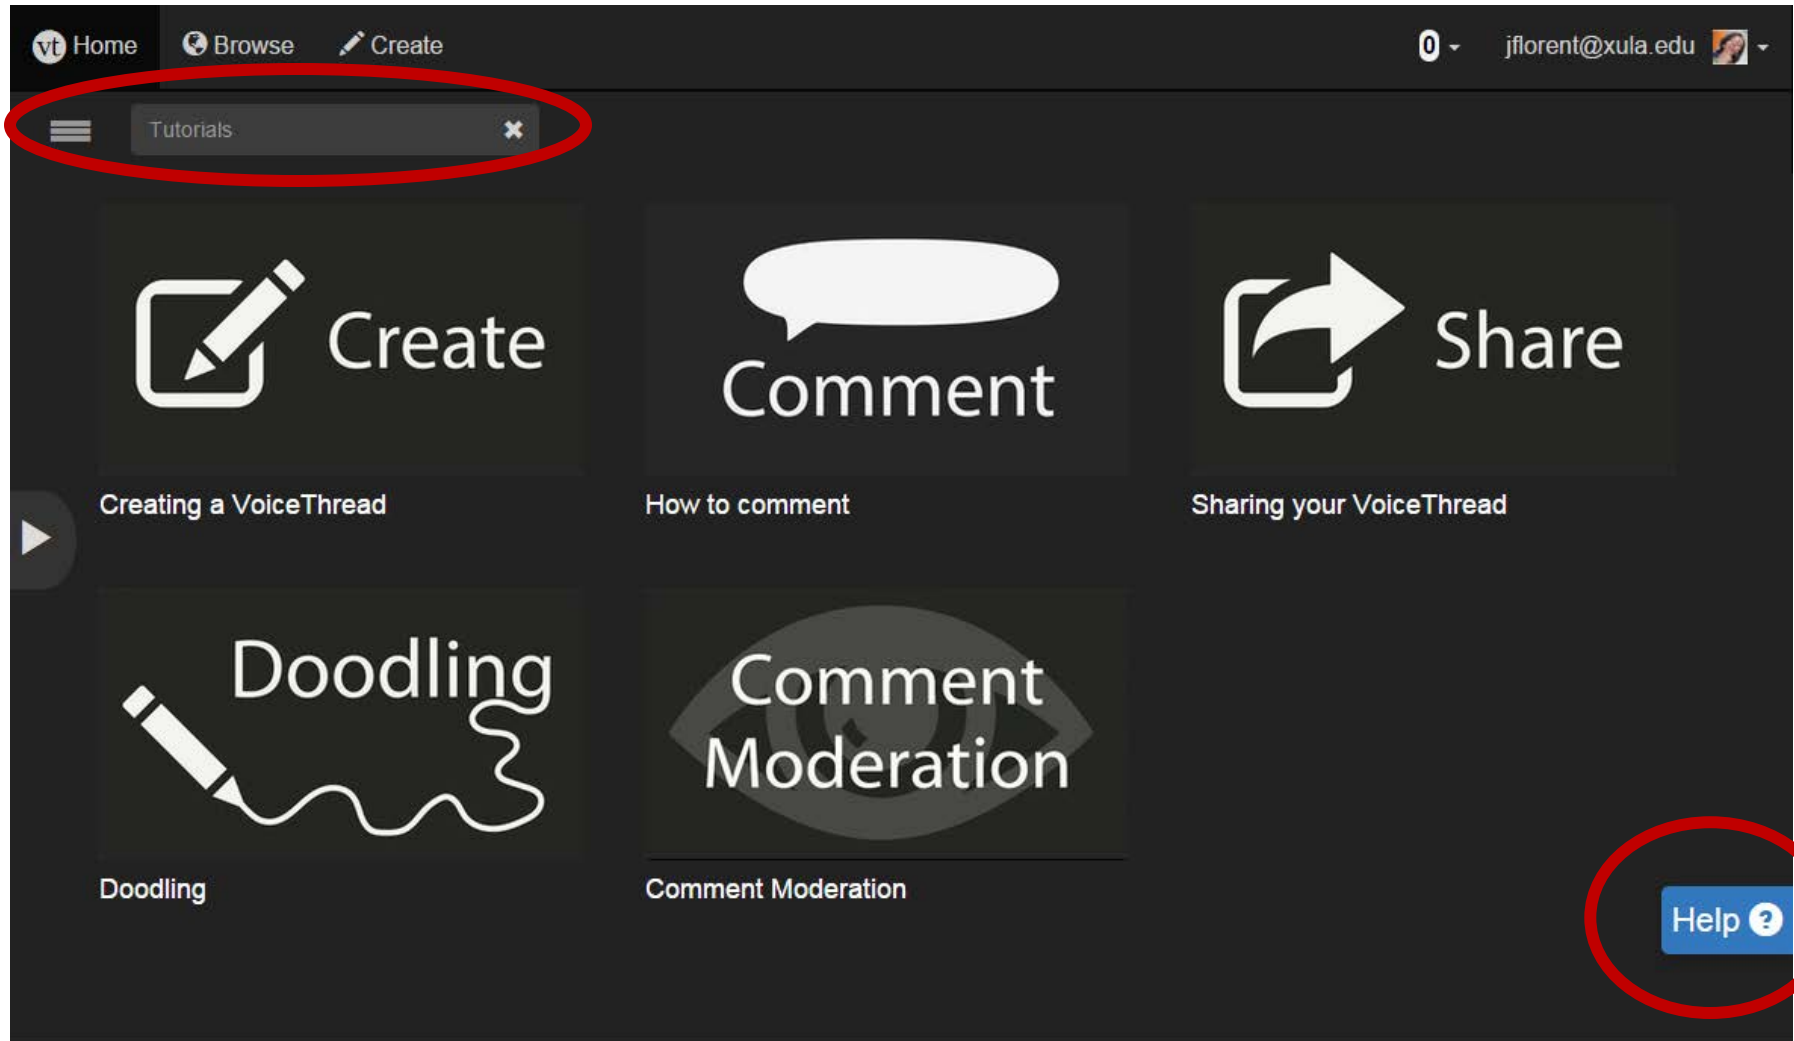 vt Home Browse Create 0 jflorent@xula.edu
Tutorials
Create
Comment
Share
Creating a VoiceThread
How to comment
Sharing your VoiceThread
Doodling
Comment
Moderation
Doodling
Comment Moderation
Help ?